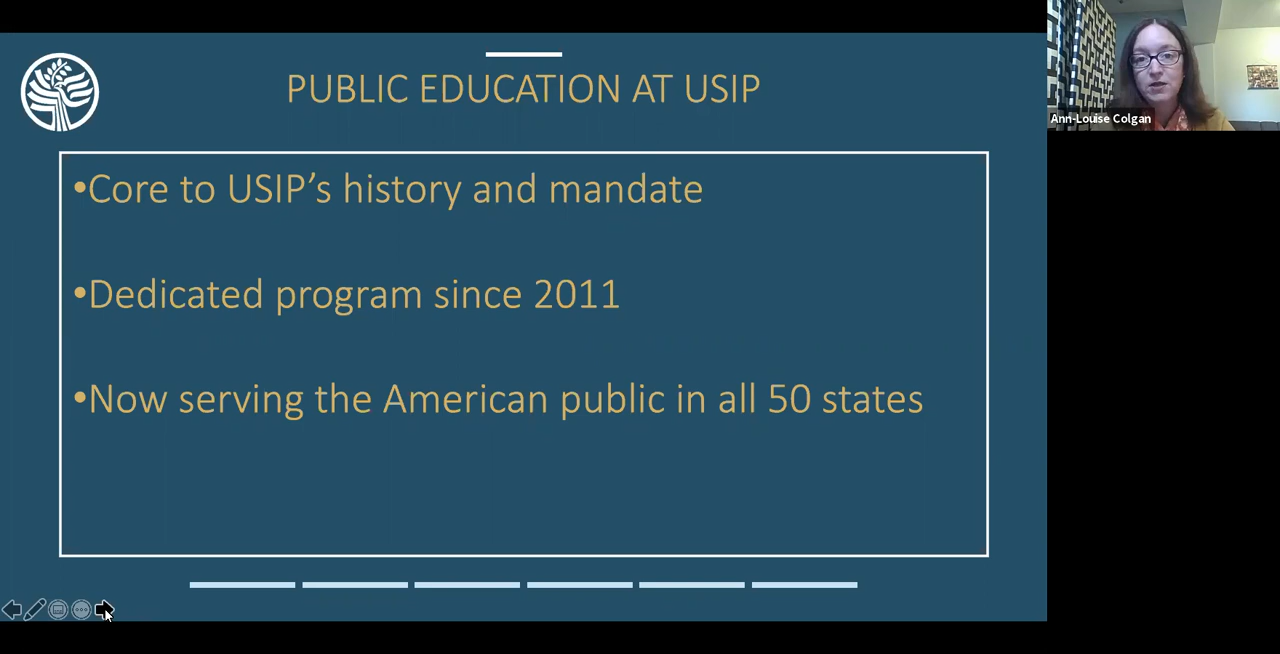 PUBLIC EDUCATION AT USIP
•Core to USIP’s history and mandate
•Dedicated program since 2011
•Now serving the American public in all 50 states
Ann-Louise Colgan